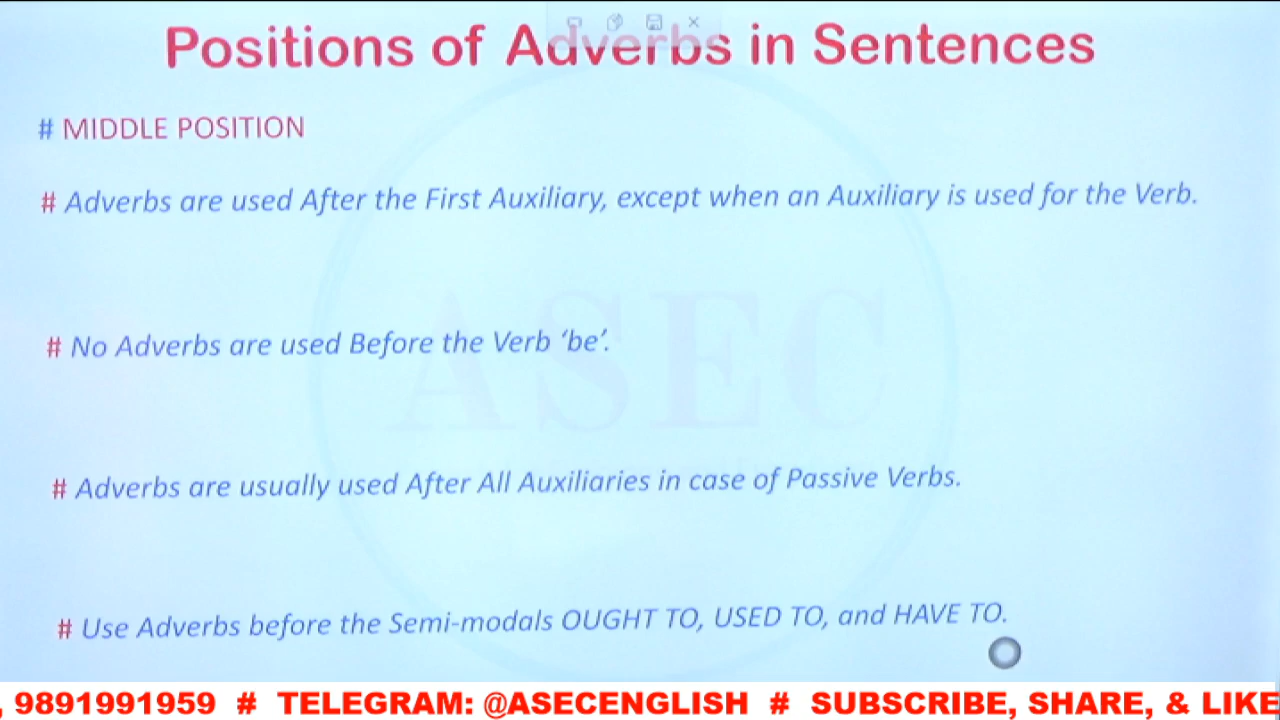 Positions of Adverbs in Sentences
# MIDDLE POSITION
# Adverbs are used After the First Auxiliary, except when an Auxiliary is used for the Verb.
# No Adverbs are used Before the Verb ‘be’.
ASEC
# Adverbs are usually used After All Auxiliaries in case of Passive Verbs.
# Use Adverbs before the Semi-modals OUGHT TO, USED TO, and HAVE TO.
, 9891991959 # TELEGRAM: @ASECENGLISH # SUBSCRIBE, SHARE, & LIKE